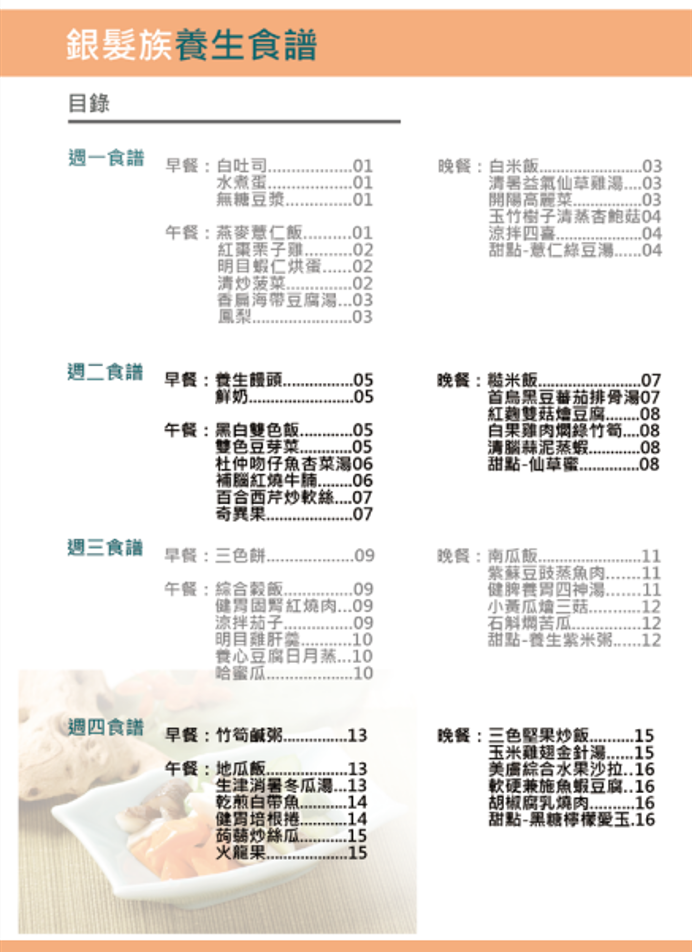 銀髮族養生食譜
目錄
週一食譜
早餐：白吐司..................01
水煮蛋..................01
無糖豆漿..............01
午餐：燕麥薏仁飯..........01
紅棗栗子雞..........02
明目蝦仁烘蛋......02
清炒菠菜..............02
香扁海帶豆腐湯...03
鳳梨.....................03
晚餐：白米飯......................03
清暑益氣仙草雞湯....03
開陽高麗菜...............03
玉竹樹子清蒸杏鮑菇04
涼拌四喜..................04
甜點-薏仁綠豆湯......04
週二食譜
早餐：養生饅頭...............05
鮮奶......................05
午餐：黑白雙色飯...........05
雙色豆芽菜...........05
杜仲吻仔魚杏菜湯06
補腦紅燒牛腩.......06
百合西芹炒軟絲....07
奇異果..................07
晚餐：糙米飯......................07
首烏黑豆蕃茄排骨湯07
紅麴雙菇燴豆腐.......08
白果雞肉燜綠竹筍....08
清腦蒜泥蒸蝦...........08
甜點-仙草蜜.............08
週三食譜
早餐：三色餅...................09
午餐：綜合穀飯...............09
健胃固腎紅燒肉...09
涼拌茄子...............09
明目雞肝羹...........10
養心豆腐日月蒸...10
哈蜜瓜..................10
晚餐：南瓜飯......................11
紫蘇豆豉蒸魚肉.......11
健脾養胃四神湯.......11
小黃瓜燴三菇...........12
石斛燜苦瓜...............12
甜點-養生紫米粥......12
週四食譜
早餐：竹筍鹹粥..............13
午餐：地瓜飯..................13
生津消暑冬瓜湯...13
乾煎白帶魚..........14
健胃培根捲..........14
蒟蒻炒絲瓜..........15
火龍果..................15
晚餐：三色堅果炒飯..........15
玉米雞翅金針湯......15
美膚綜合水果沙拉..16
軟硬兼施魚蝦豆腐..16
胡椒腐乳燒肉..........16
甜點-黑糖檸檬愛玉.16